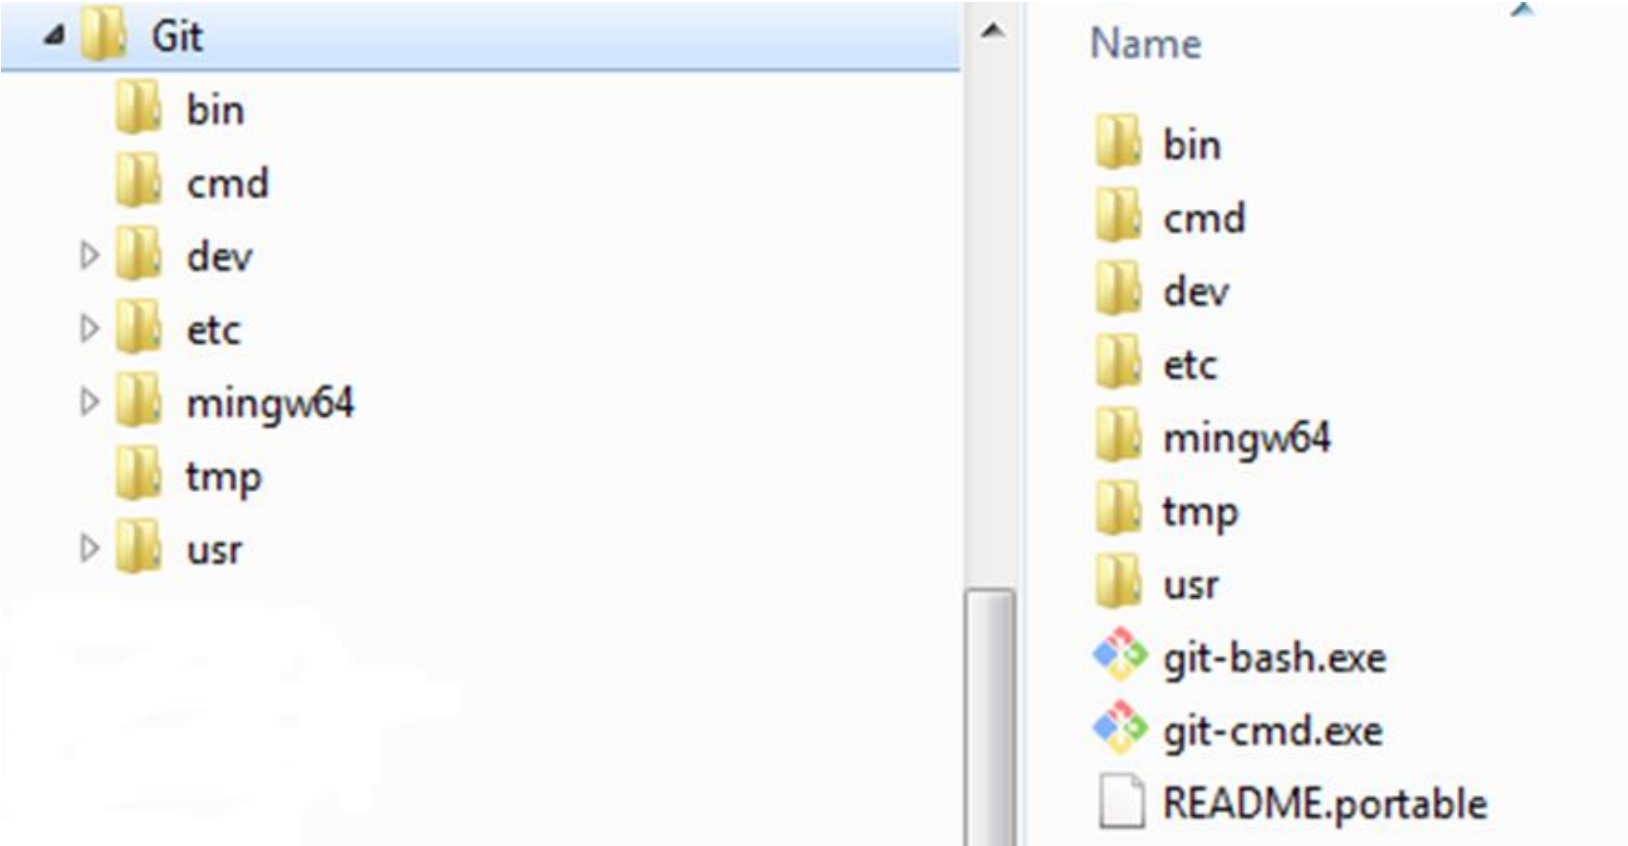 Git
bin
cmd
dev
etc
mingw64
tmp
usr
Name
bin
cmd
dev
etc
mingw64
tmp
usr
git-bash.exe
git-cmd.exe
README.portable